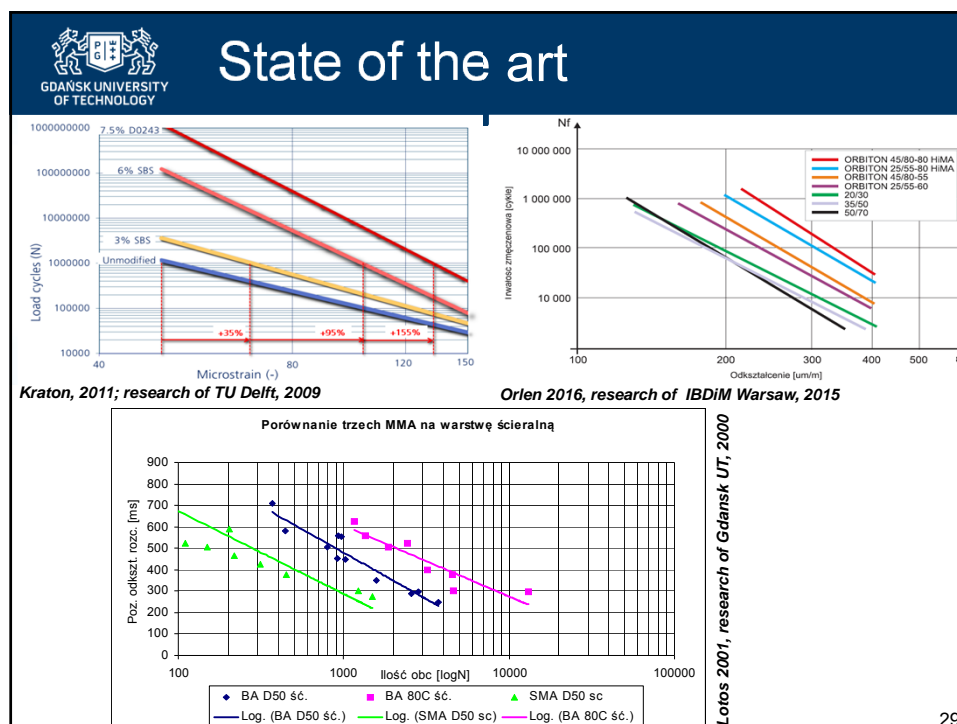 P G
GDAŃSK UNIVERSITY
OF TECHNOLOGY
State of the art
1000000000
100000000
10000000
1000000
100000
10000
Load cycles (N)
7.5% D0243
6% SBS
3% SBS
Unmodified
+35%
+95%
+155%
40
80
120
150
Microstrain (-)
Kraton, 2011; research of TU Delft, 2009
Nf
10 000 000
1 000 000
100 000
10 000
Trwałość zmęczeniowa [cykle]
ORBITON 45/80-80 HiMA
ORBITON 25/55-80 HiMA
ORBITON 45/80-55
ORBITON 25/55-60
20/30
35/50
50/70
100
200
300
400
500
Odkształcenie [um/m]
Orlen 2016, research of IBDiM Warsaw, 2015
Porównanie trzech MMA na warstwę ścieralną
900
800
700
600
500
400
300
200
100
0
Poz. odkszt. rozc. [ms]
100
1000
10000
100000
Ilość obc [logN]
BA D50 ść.
BA 80C ść.
SMA D50 sc
Log. (BA D50 ść.)
Log. (SMA D50 sc)
Log. (BA 80C ść.)
Lotos 2001, research of Gdansk UT, 2000
29